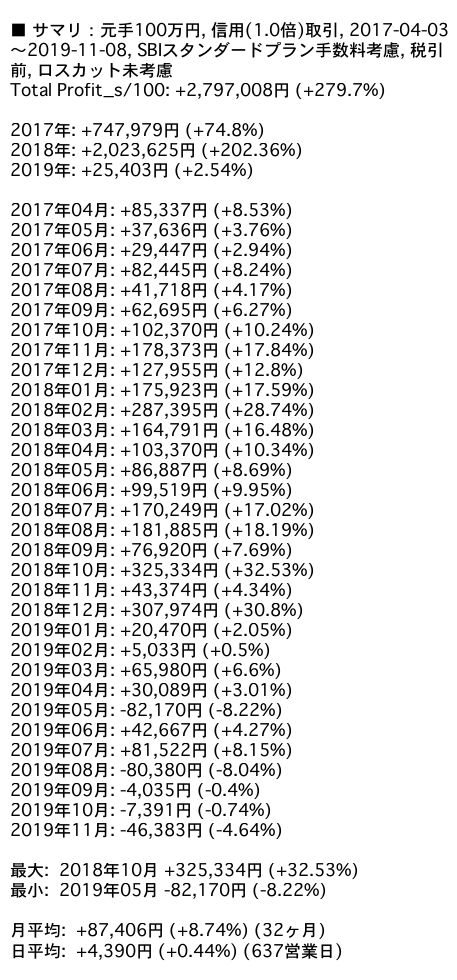 ■ サマリ：元手100万円, 信用(1.0倍)取引, 2017-04-03
〜2019-11-08, SBIスタンダードプラン手数料考慮, 税引
前, ロスカット未考慮
Total Profit_s/100: +2,797,008円 (+279.7%)
2017年: +747,979円 (+74.8%)
2018年: +2,023,625円 (+202.36%)
2019年: +25,403円 (+2.54%)
2017年04月: +85,337円 (+8.53%)
2017年05月: +37,636円 (+3.76%)
2017年06月: +29,447円 (+2.94%)
2017年07月: +82,445円 (+8.24%)
2017年08月: +41,718円 (+4.17%)
2017年09月: +62,695円 (+6.27%)
2017年10月: +102,370円 (+10.24%)
2017年11月: +178,373円 (+17.84%)
2017年12月: +127,955円 (+12.8%)
2018年01月: +175,923円 (+17.59%)
2018年02月: +287,395円 (+28.74%)
2018年03月: +164,791円 (+16.48%)
2018年04月: +103,370円 (+10.34%)
2018年05月: +86,887円 (+8.69%)
2018年06月: +99,519円 (+9.95%)
2018年07月: +170,249円 (+17.02%)
2018年08月: +181,885円 (+18.19%)
2018年09月: +76,920円 (+7.69%)
2018年10月: +325,334円 (+32.53%)
2018年11月: +43,374円 (+4.34%)
2018年12月: +307,974円 (+30.8%)
2019年01月: +20,470円 (+2.05%)
2019年02月: +5,033円 (+0.5%)
2019年03月: +65,980円 (+6.6%)
2019年04月: +30,089円 (+3.01%)
2019年05月: -82,170円 (-8.22%)
2019年06月: +42,667円 (+4.27%)
2019年07月: +81,522円 (+8.15%)
2019年08月: -80,380円 (-8.04%)
2019年09月: -4,035円 (-0.4%)
2019年10月: -7,391円 (-0.74%)
2019年11月: -46,383円 (-4.64%)
最大: 2018年10月 +325,334円 (+32.53%)
最小: 2019年05月 -82,170円 (-8.22%)
月平均: +87,406円 (+8.74%) (32ヶ月)
日平均: +4,390円 (+0.44%) (637営業日)